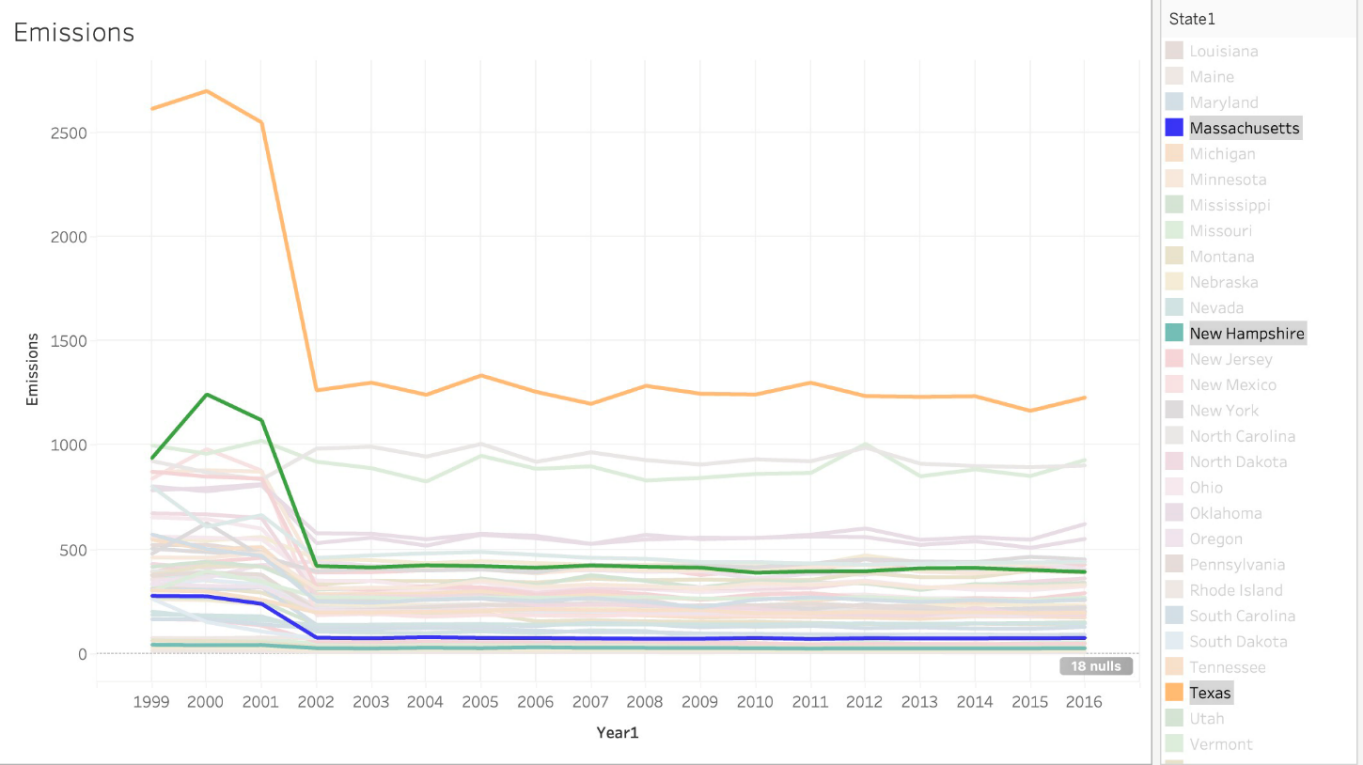 Emissions
2500
2000
1500
1000
500
0
Emissions
18 nulls
1999 2000 2001 2002 2003 2004 2005 2006 2007 2008 2009 2010 2011 2012 2013 2014 2015 2016
Year1
State1
Louisiana
Maine
Maryland
Massachusetts
Michigan
Minnesota
Mississippi
Missouri
Montana
Nebraska
Nevada
New Hampshire
New Jersey
New Mexico
New York
North Carolina
North Dakota
Ohio
Oklahoma
Oregon
Pennsylvania
Rhode Island
South Carolina
South Dakota
Tennessee
Texas
Utah
Vermont